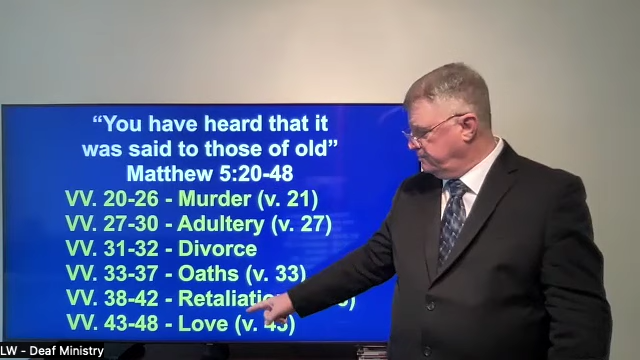 “You have heard that it
was said to those of old”
Matthew 5:20-48
VV. 20-26 - Murder (v. 21)
VV. 27-30 - Adultery (v. 27)
VV. 31-32 - Divorce
VV. 33-37 - Oaths (v. 33)
VV. 38-42 -
VV. 43-48 - Love (v. 43)
LW - Deaf Ministry